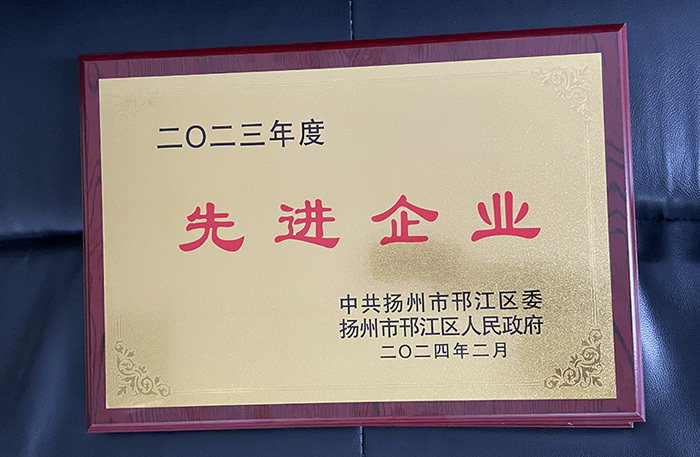 二〇二三年度
先进企业
中共扬州市邗江区委
扬州市邗江区人民政府
二〇二四年二月